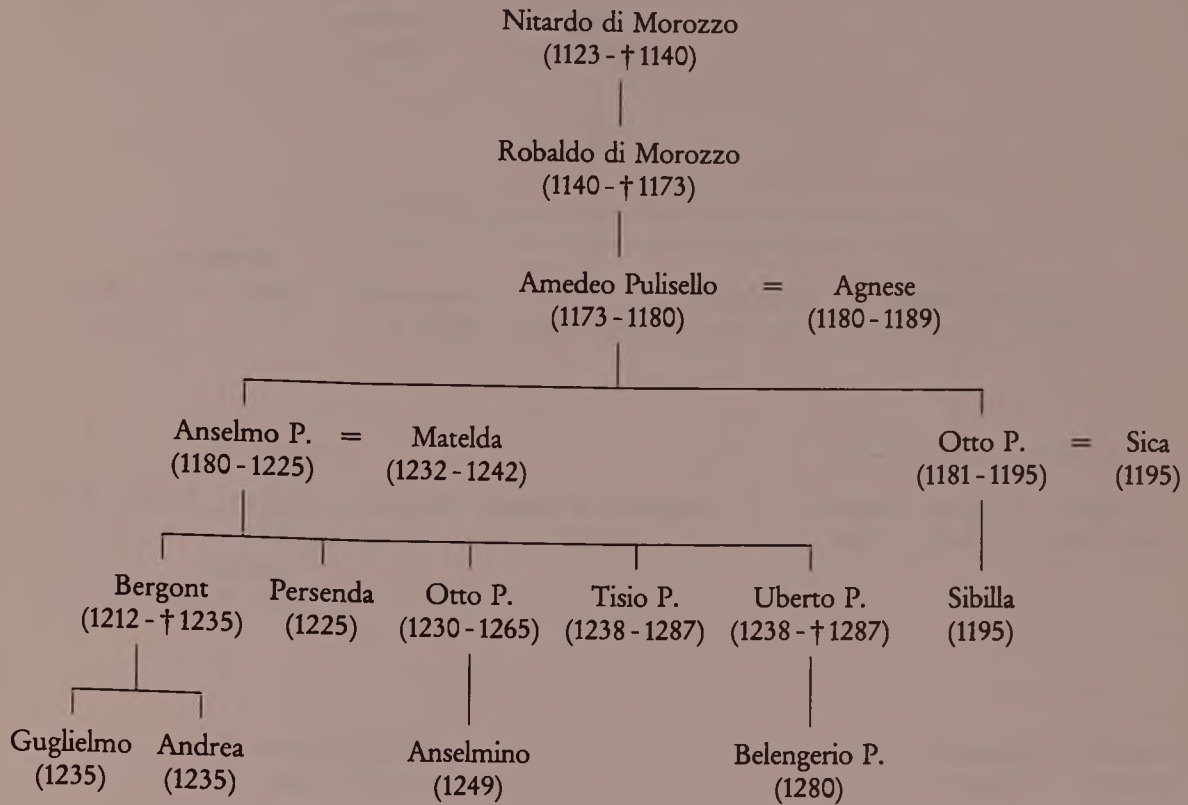 Nitardo di Morozzo
(1123 - † 1140)
Robaldo di Morozzo
(1140 - † 1173)
Amedeo Pulisello = Agnese
(1173 - 1180) (1180 - 1189)
Anselmo P. = Matelda Otto P. = Sica
(1180 - 1225) (1232 - 1242) (1181 - 1195) (1195)
Bergont Persenda Otto P. Tisio P. Uberto P. Sibilla
(1212 - † 1235) (1225) (1230 - 1265) (1238 - 1287) (1238 - † 1287) (1195)
Guglielmo Andrea Anselmino Belengerio P.
(1235) (1235) (1249) (1280)